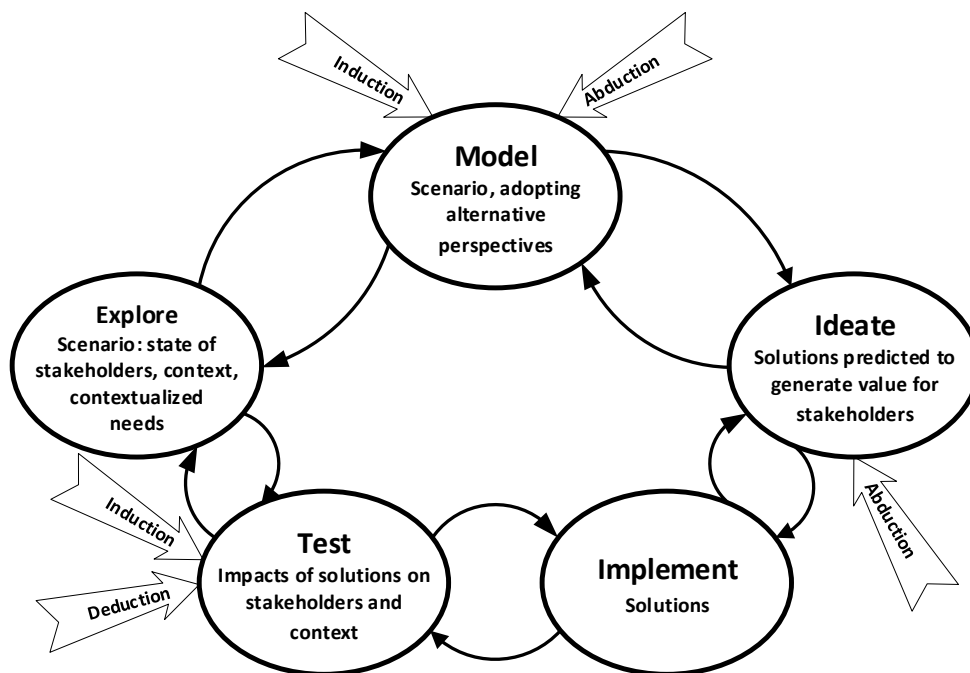 Induction
Abduction
Model
Scenario, adopting
alternative
perspectives
Explore
Scenario: state of
stakeholders, context,
contextualized
needs
Ideate
Solutions predicted to
generate value for
stakeholders
Induction
Deduction
Test
Impacts of solutions on
stakeholders and
context
Implement
Solutions
Abduction